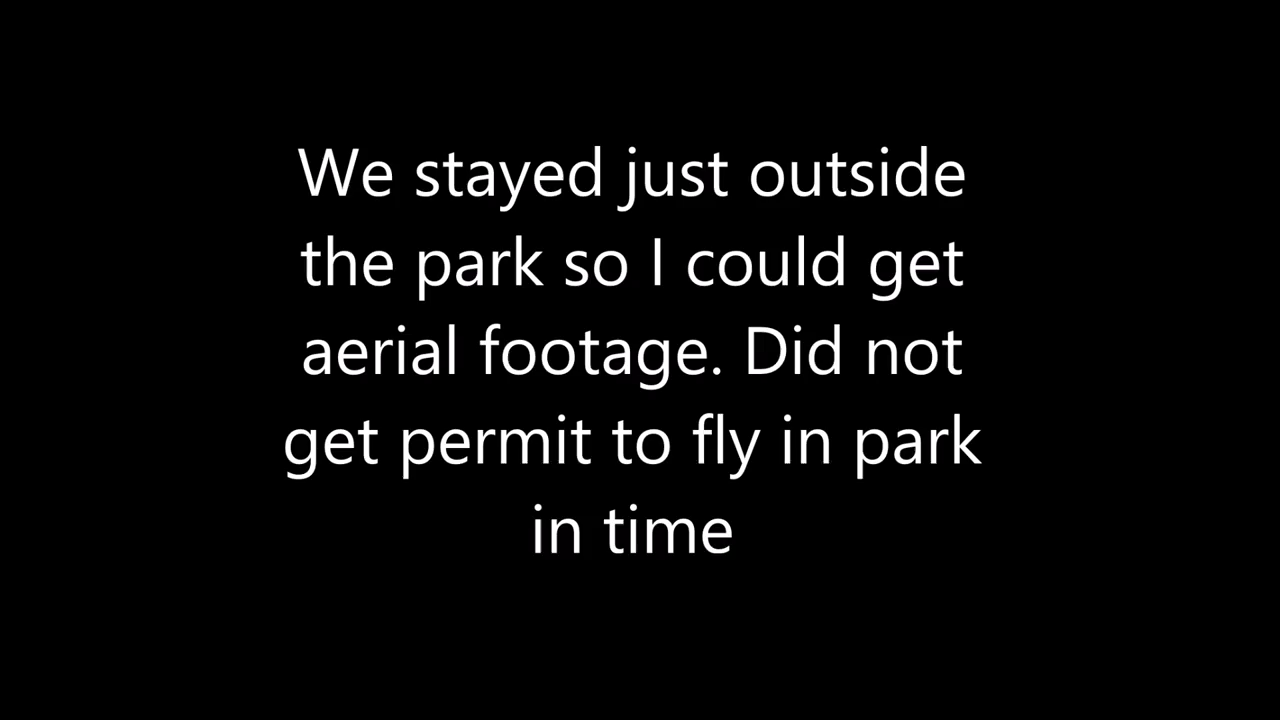 We stayed just outside
the park so I could get
aerial footage. Did not
get permit to fly in park
in time